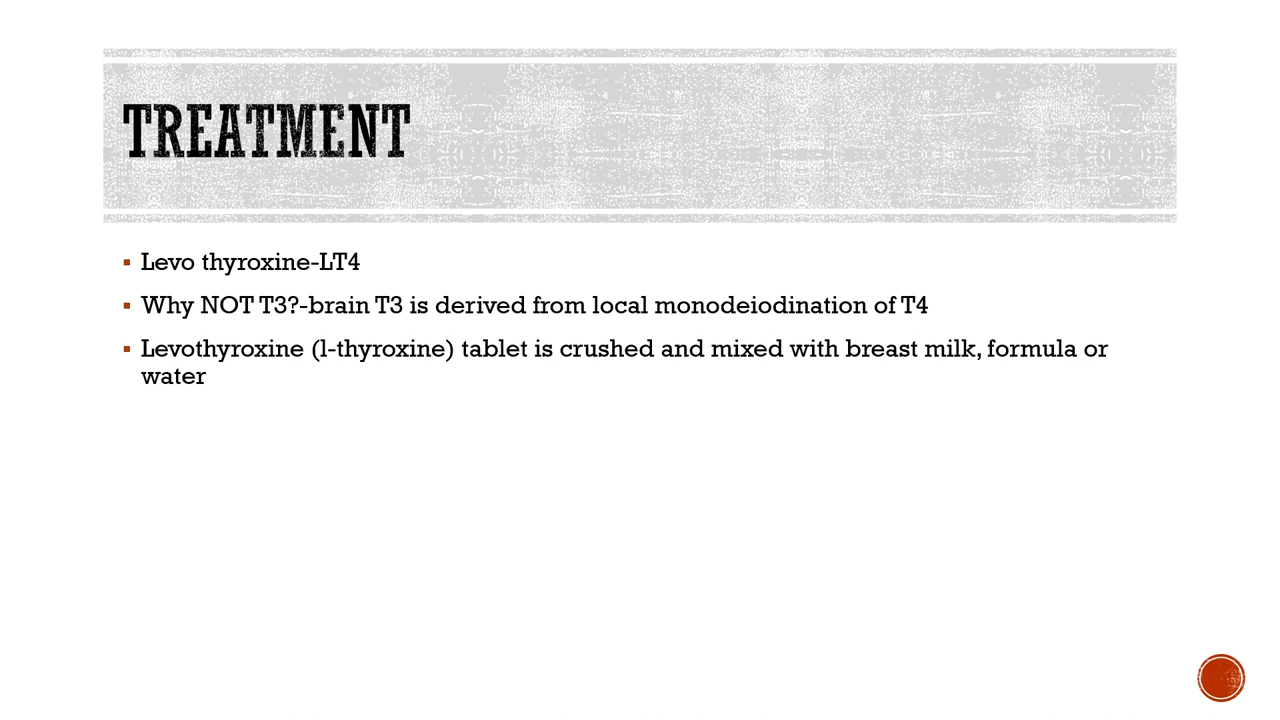 TREATMENT
▪ Levo thyroxine-LT4
▪ Why NOT T3?-brain T3 is derived from local monodeiodination of T4
▪ Levothyroxine (l-thyroxine) tablet is crushed and mixed with breast milk, formula or
water